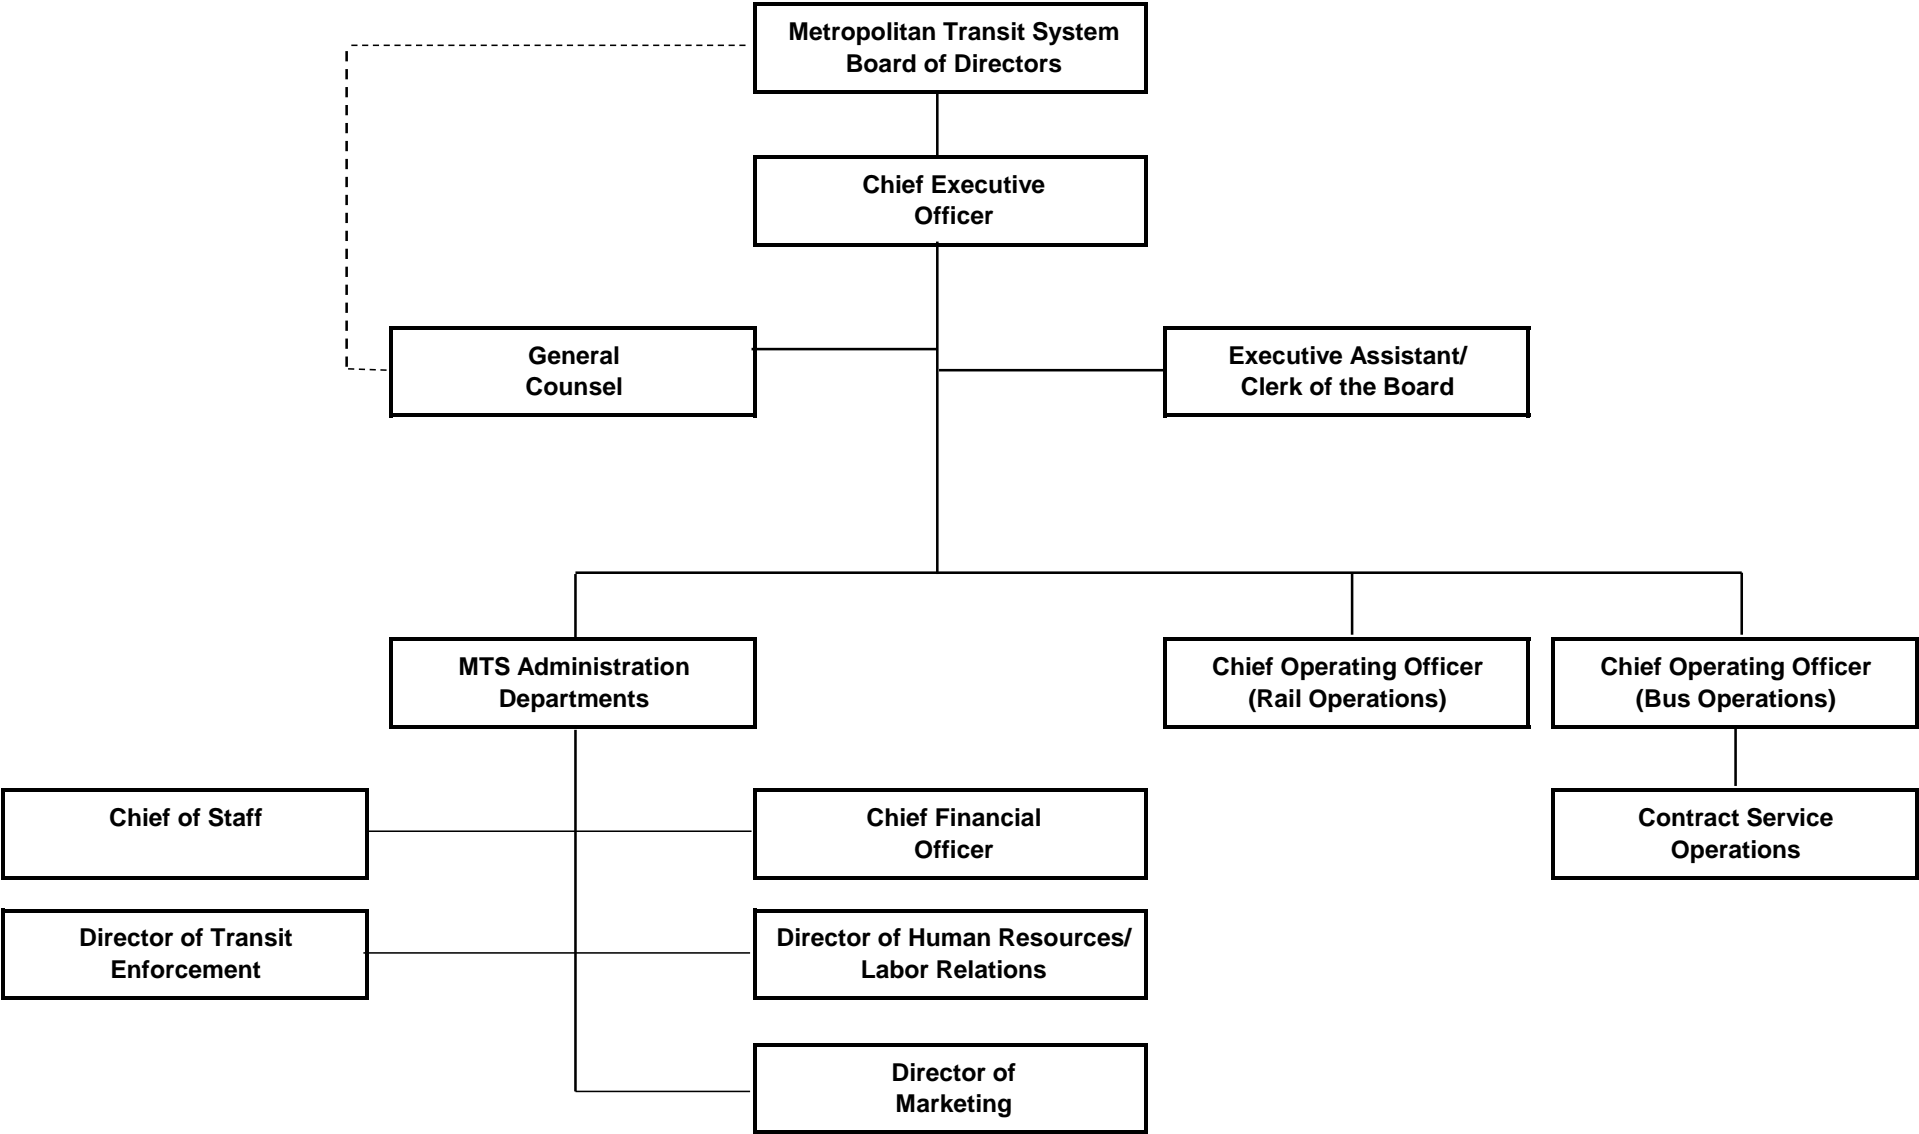 Metropolitan Transit System
Board of Directors
Chief Executive
Officer
General
Counsel
Executive Assistant/
Clerk of the Board
MTS Administration
Departments
Chief Operating Officer
(Rail Operations)
Chief Operating Officer
(Bus Operations)
Chief of Staff
Chief Financial
Officer
Contract Service
Operations
Director of Transit
Enforcement
Director of Human Resources/
Labor Relations
Director of
Marketing